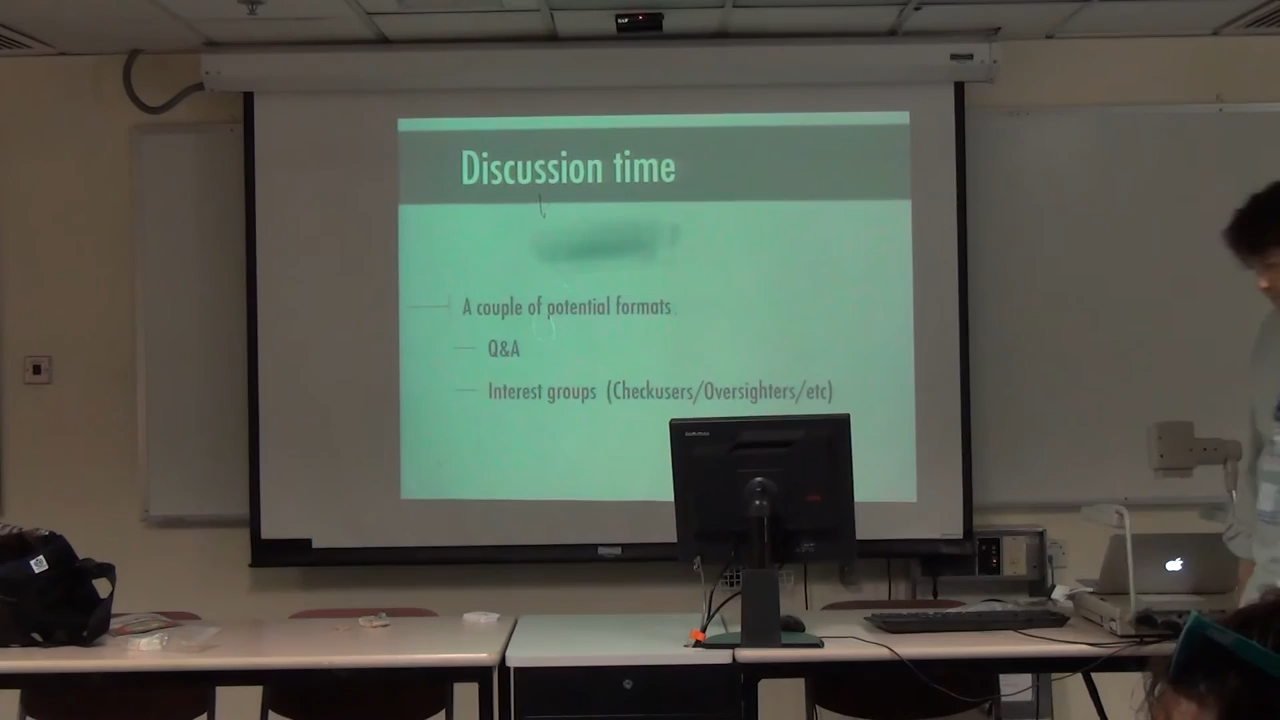 Discussion time
A couple of potential formats
Q&A
Interest groups (Checkusers/Oversighters/etc)